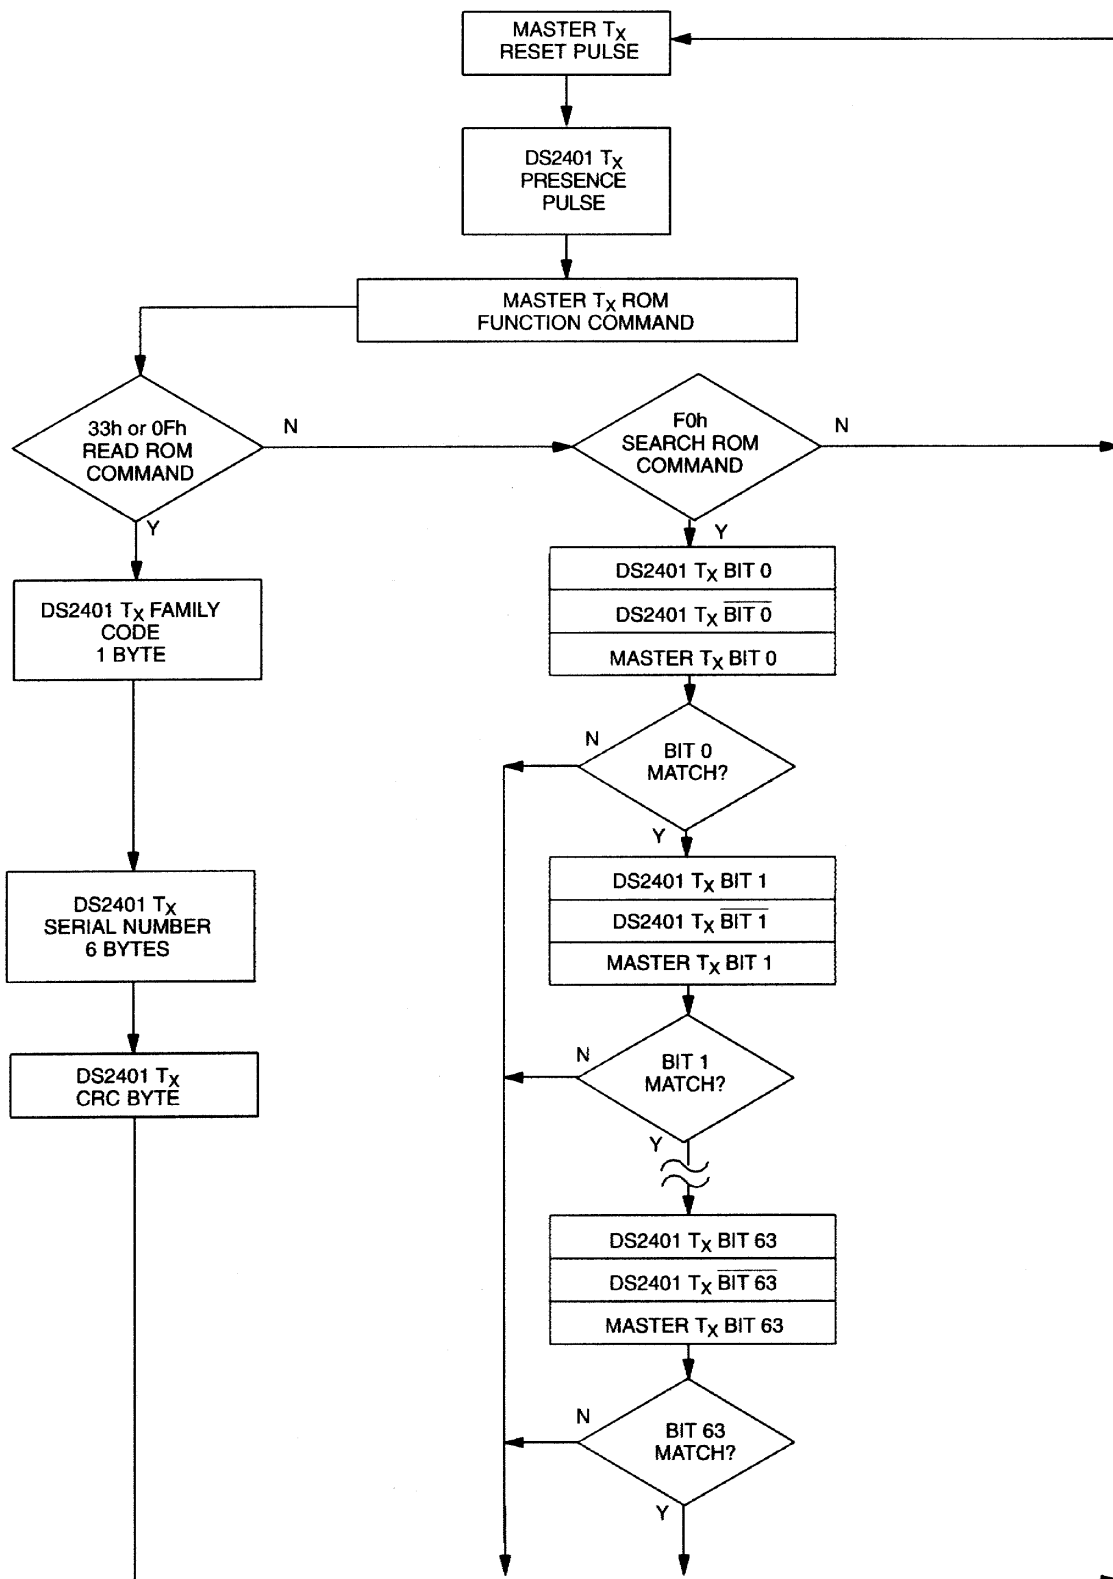 MASTER TX
RESET PULSE
DS2401 TX
PRESENCE
PULSE
MASTER TX ROM
FUNCTION COMMAND
33h or 0Fh
READ ROM
COMMAND
N
Y
F0h
SEARCH ROM
COMMAND
N
Y
DS2401 TX FAMILY
CODE
1 BYTE
DS2401 TX
SERIAL NUMBER
6 BYTES
DS2401 TX
CRC BYTE
DS2401 TX BIT 0
DS2401 TX BIT 0
MASTER TX BIT 0
N
BIT 0
MATCH?
Y
DS2401 TX BIT 1
DS2401 TX BIT 1
MASTER TX BIT 1
N
BIT 1
MATCH?
Y
DS2401 TX BIT 63
DS2401 TX BIT 63
MASTER TX BIT 63
N
BIT 63
MATCH?
Y